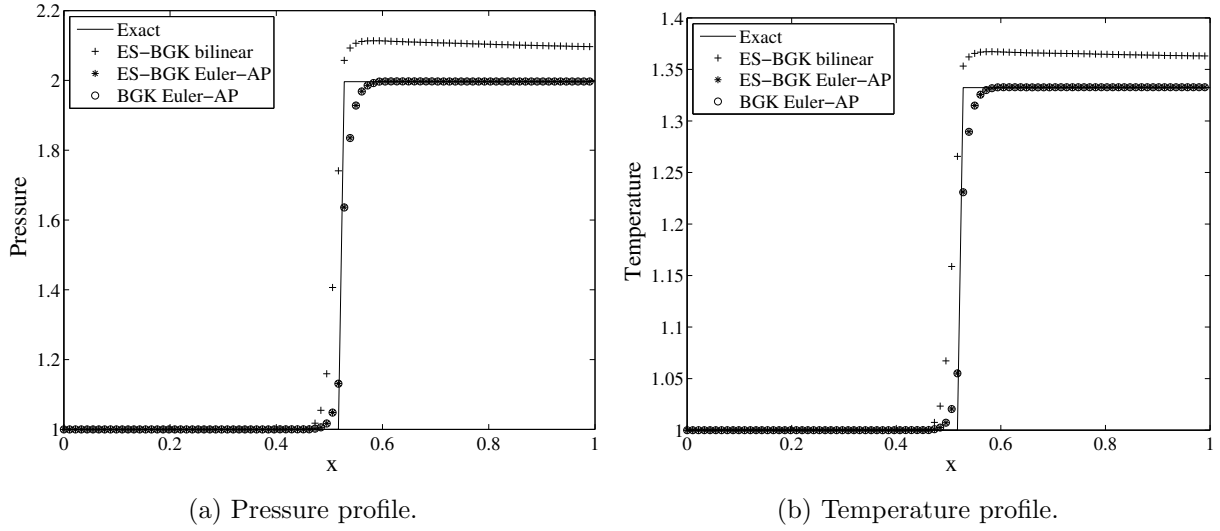 2.2
2
1.8
1.6
1.4
1.2
1
Pressure
0
0.2
0.4
0.6
0.8
1
x
Exact
ES−BGK bilinear
ES−BGK Euler−AP
BGK Euler−AP
(a) Pressure profile.
1.4
1.35
1.3
1.25
1.2
1.15
1.1
1.05
1
Temperature
0
0.2
0.4
0.6
0.8
1
x
Exact
ES−BGK bilinear
ES−BGK Euler−AP
BGK Euler−AP
(b) Temperature profile.